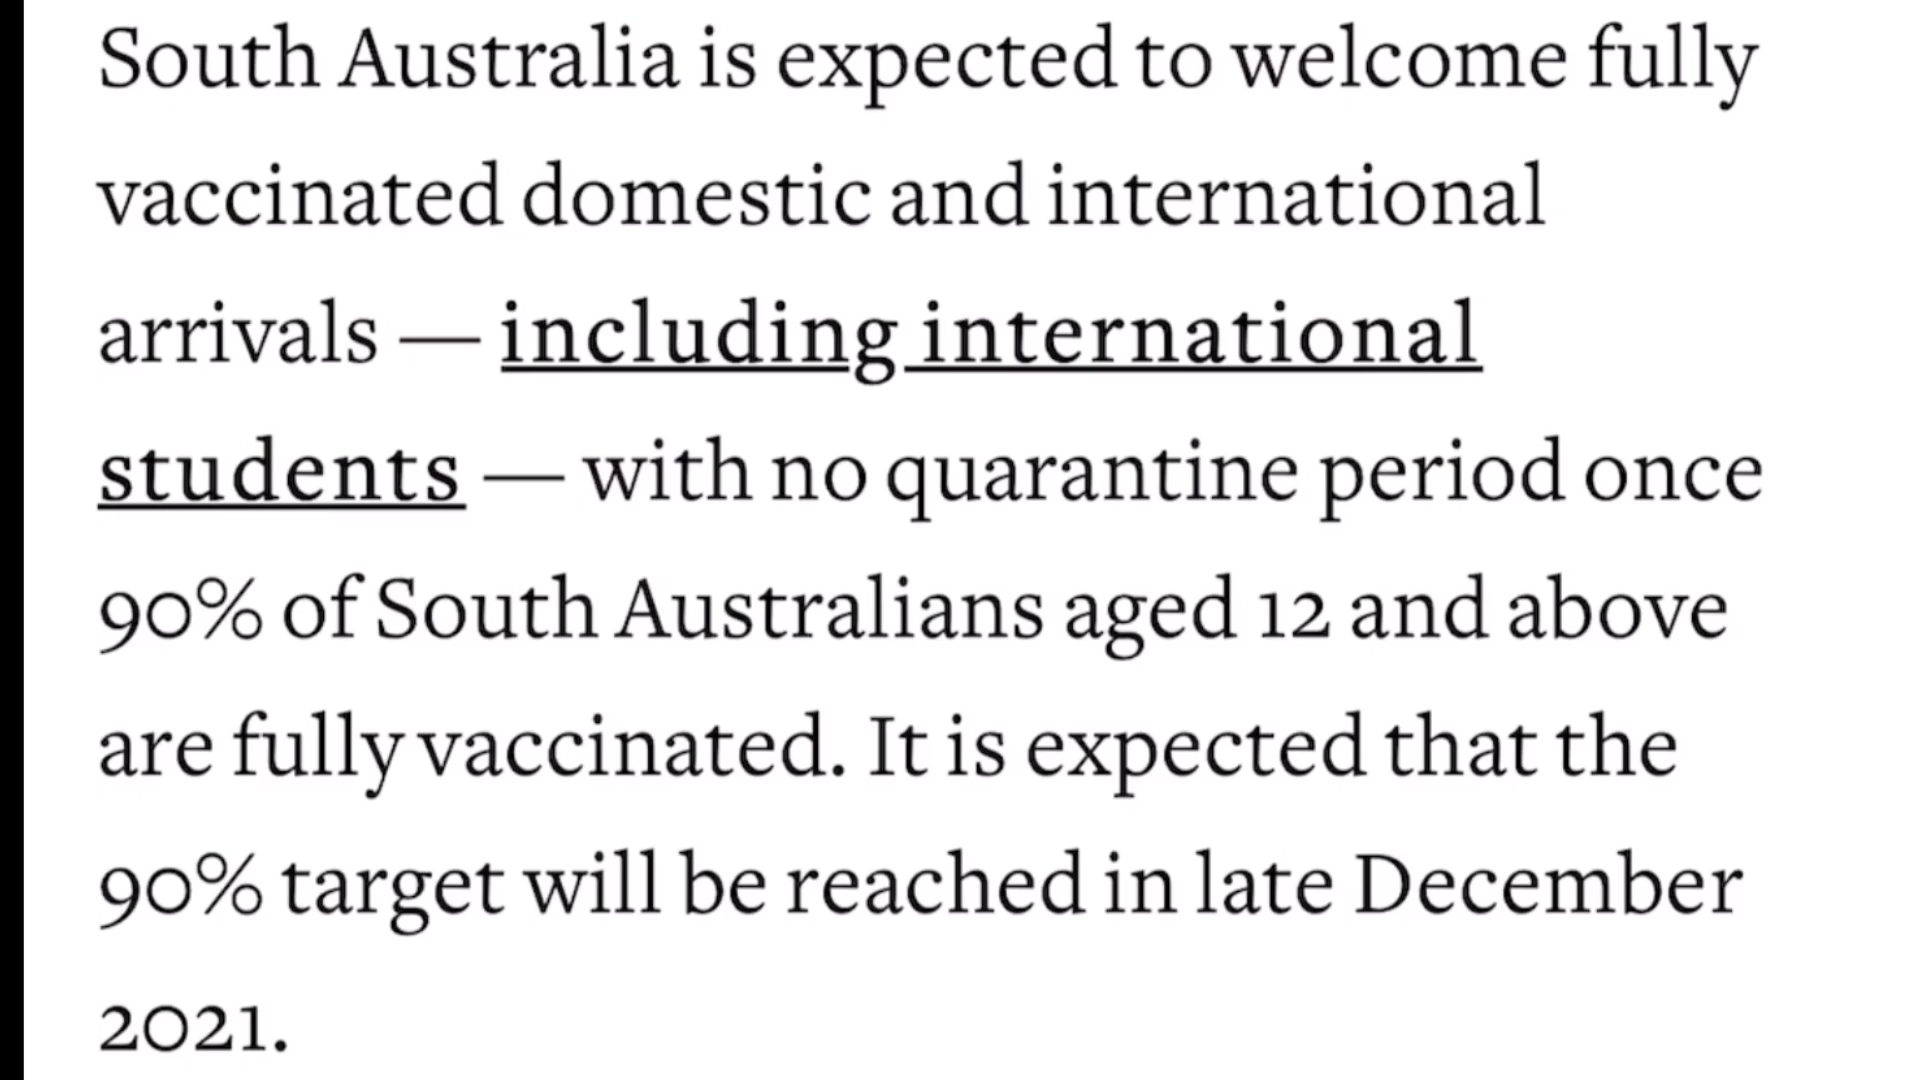 South Australia is expected to welcome fully
vaccinated domestic and international
arrivals — including international
students — with no quarantine period once
90% of South Australians aged 12 and above
are fully vaccinated. It is expected that the
90% target will be reached in late December
2021.